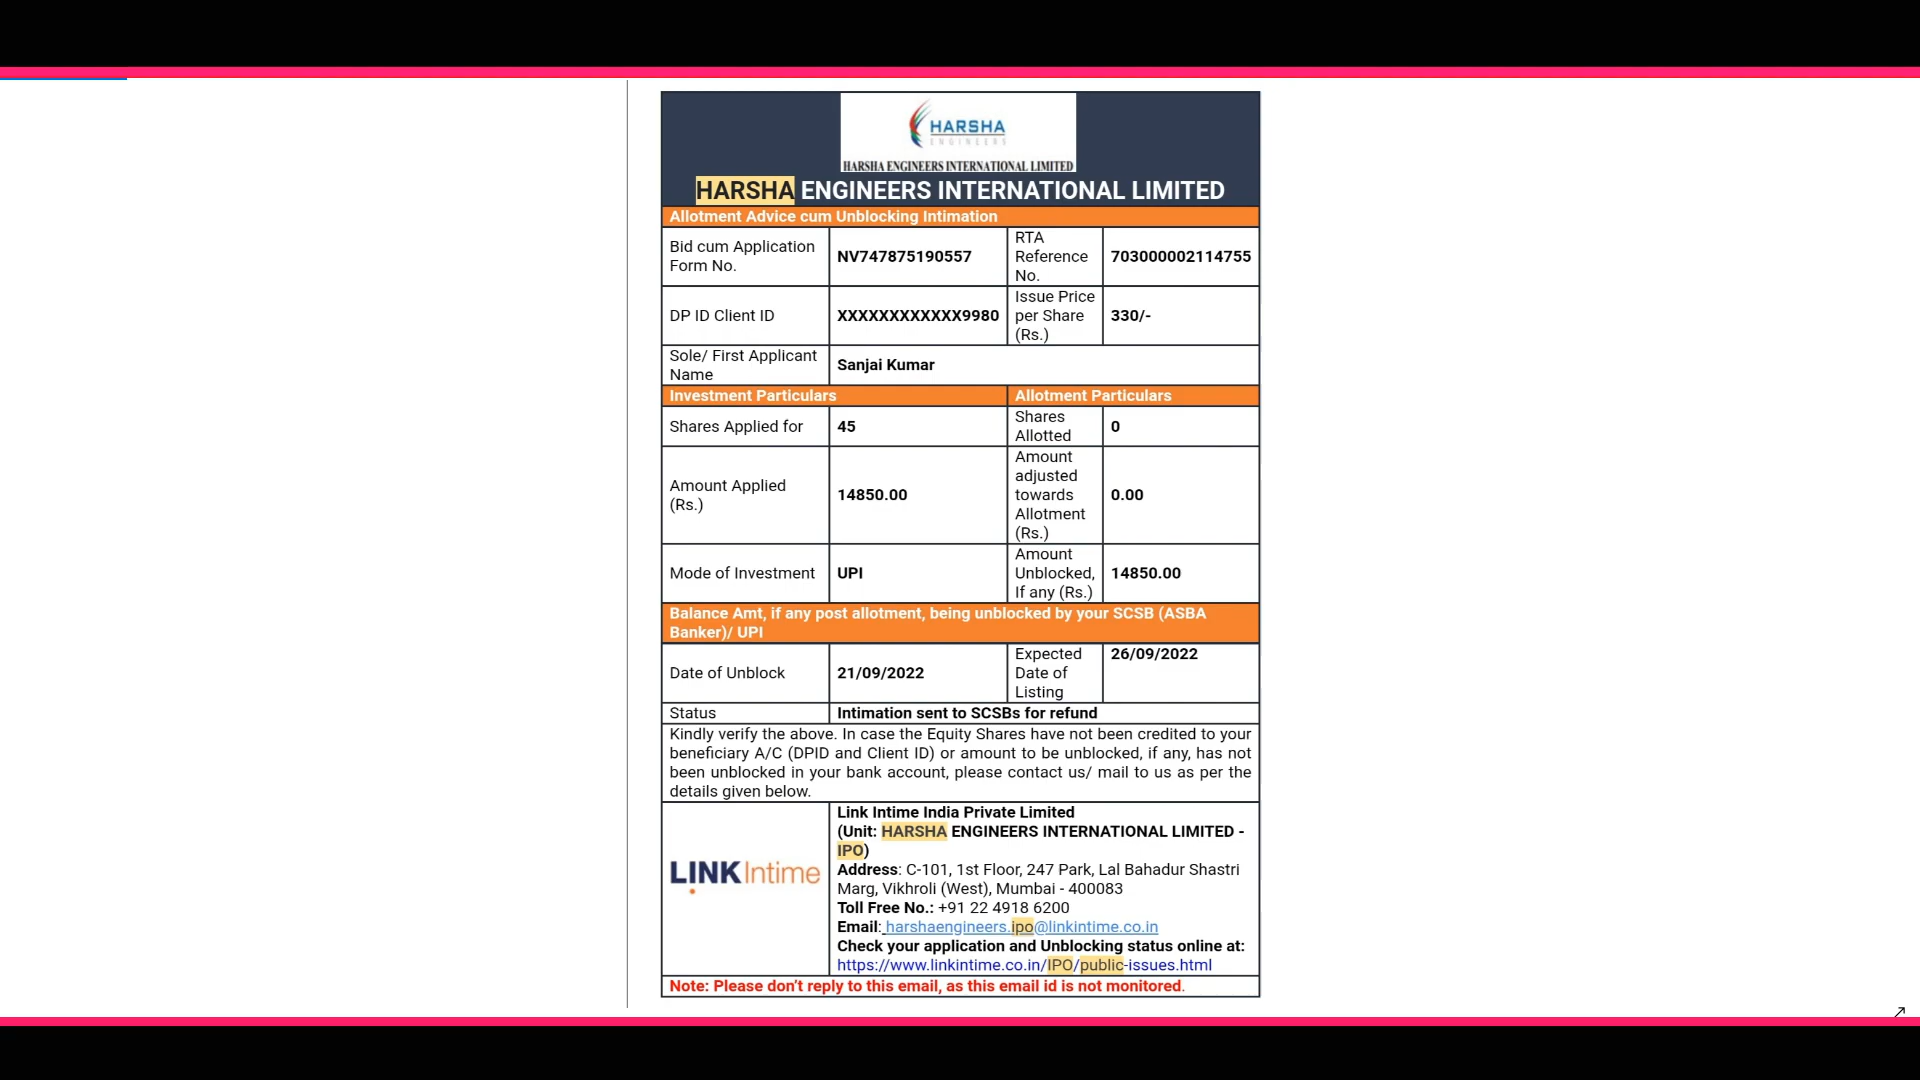 HARSHA
ENGINEERS
HARSHA ENGINEERS INTERNATIONAL LIMITED
HARSHA ENGINEERS INTERNATIONAL LIMITED
Allotment Advice cum Unblocking Intimation
Bid cum Application
Form No.
NV747875190557
RTA
Reference
No.
703000002114755
DP ID Client ID
XXXXXXXXXXXX9980
Issue Price
per Share
(Rs.)
330/-
Sole/ First Applicant
Name
Sanjai Kumar
Investment Particulars
Allotment Particulars
Shares Applied for
45
Shares
Allotted
0
Amount Applied
(Rs.)
14850.00
Amount
adjusted
towards
Allotment
(Rs.)
0.00
Mode of Investment
UPI
Amount
Unblocked,
If any (Rs.)
14850.00
Balance Amt, if any post allotment, being unblocked by your SCSB (ASBA
Banker)/ UPI
Date of Unblock
21/09/2022
Expected
Date of
Listing
26/09/2022
Status
Intimation sent to SCSBs for refund
Kindly verify the above. In case the Equity Shares have not been credited to your
beneficiary A/C (DPID and Client ID) or amount to be unblocked, if any, has not
been unblocked in your bank account, please contact us/ mail to us as per the
details given below.
LINKIntime
Link Intime India Private Limited
(Unit: HARSHA ENGINEERS INTERNATIONAL LIMITED -
IPO)
Address: C-101, 1st Floor, 247 Park, Lal Bahadur Shastri
Marg, Vikhroli (West), Mumbai - 400083
Toll Free No.: +91 22 4918 6200
Email: harshaengineers.ipo@linkintime.co.in
Check your application and Unblocking status online at:
https://www.linkintime.co.in/IPO/public-issues.html
Note: Please don't reply to this email, as this email id is not monitored.